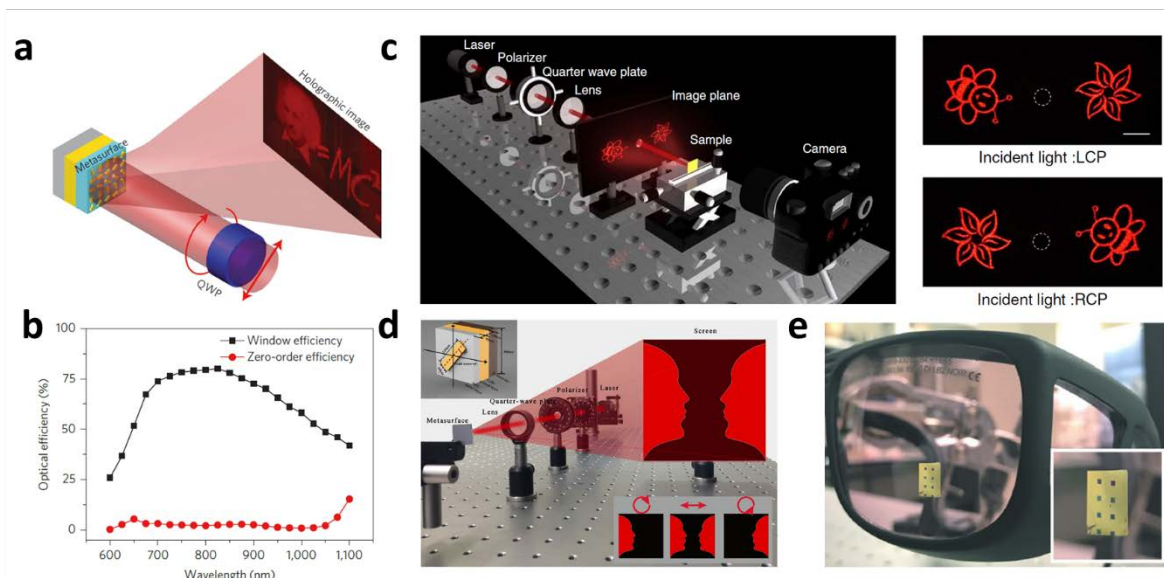 a
Metasurface
Holographic image
=MC²
QWP
b
Optical efficiency (%)
100
75
50
25
0
Window efficiency
Zero-order efficiency
600
700
800
900
1,000
1,100
Wavelength (nm)
c
Laser
Polarizer
Quarter wave plate
Lens
Image plane
Sample
Camera
Incident light :LCP
Incident light :RCP
d
Screen
Laser
Polarizer
Quarter-wave plate
Lens
Metasurface
e